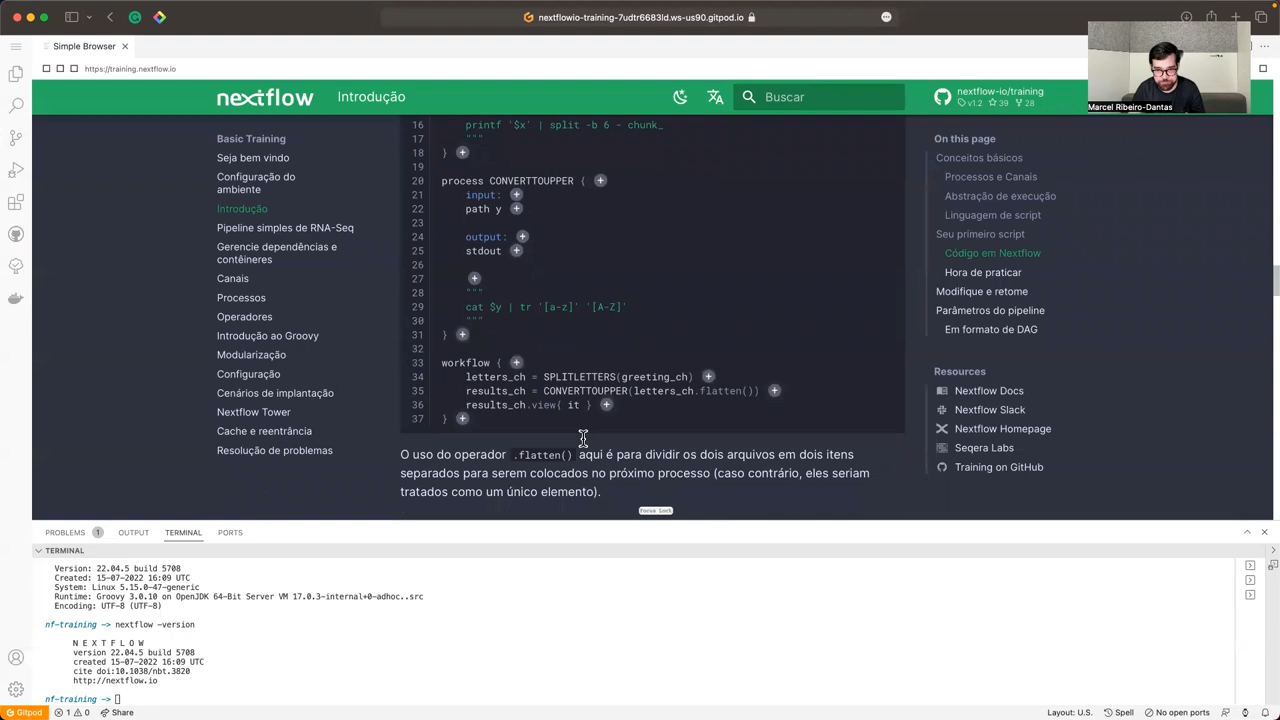 nextflowio-training-7udtr6683ld.ws-us90.gitpod.io
Simple Browser
https://training.nextflow.io
Marcel Ribeiro-Dantas
nextflow
Introdução
Buscar
nextflow-io/training
v1.2 39 28
Basic Training
Seja bem vindo
Configuração do
ambiente
Introdução
Pipeline simples de RNA-Seq
Gerencie dependências e
contêineres
Canais
Processos
Operadores
Introdução ao Groovy
Modularização
Configuração
Cenários de implantação
Nextflow Tower
Cache e reentrância
Resolução de problemas
16 printf '$x' | split -b 6 - chunk_
17 """
18 }
19
20 process CONVERTTOUPPER {
21 input:
22 path y
23
24 output:
25 stdout
26
27
28 """
29 cat $y | tr '[a-z]' '[A-Z]'
30 """
31 }
32
33 workflow {
34 letters_ch = SPLITLETTERS(greeting_ch)
35 results_ch = CONVERTTOUPPER(letters_ch.flatten())
36 results_ch.view{ it }
37 }
O uso do operador .flatten() aqui é para dividir os dois arquivos em dois itens
separados para serem colocados no próximo processo (caso contrário, eles seriam
tratados como um único elemento).
Focus Lock
On this page
Conceitos básicos
Processos e Canais
Abstração de execução
Linguagem de script
Seu primeiro script
Código em Nextflow
Hora de praticar
Modifique e retome
Parâmetros do pipeline
Em formato de DAG
Resources
Nextflow Docs
Nextflow Slack
Nextflow Homepage
Seqera Labs
Training on GitHub
PROBLEMS 1 OUTPUT TERMINAL PORTS
TERMINAL
Version: 22.04.5 build 5708
Created: 15-07-2022 16:09 UTC
System: Linux 5.15.0-47-generic
Runtime: Groovy 3.0.10 on OpenJDK 64-Bit Server VM 17.0.3-internal+0-adhoc..src
Encoding: UTF-8 (UTF-8)
nf-training -> nextflow -version
N E X T F L O W
version 22.04.5 build 5708
created 15-07-2022 16:09 UTC
cite doi:10.1038/nbt.3820
http://nextflow.io
nf-training ->
Gitpod 1 0 Share Layout: U.S. Spell No open ports